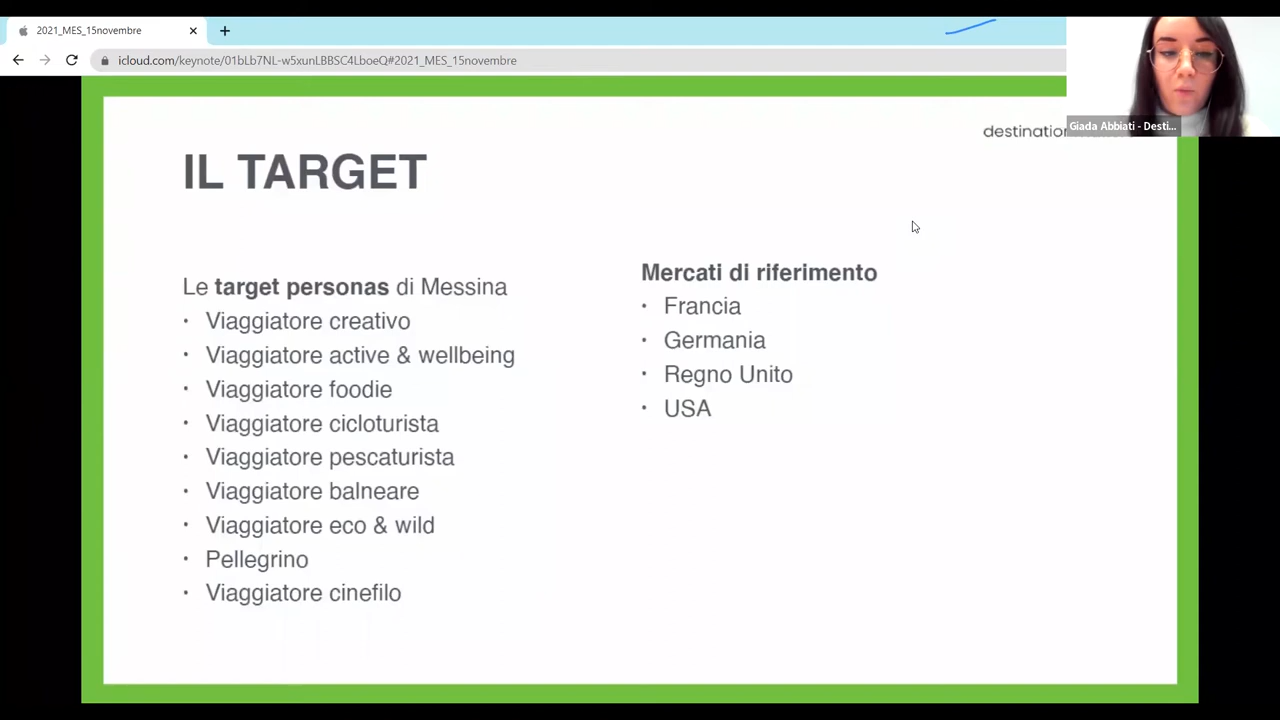 2021_MES_15novembre
icloud.com/keynote/01bLb7NL-w5xunLBBSC4LboeQ#2021_MES_15novembre
Giada Abbiati - Desti...
destination
IL TARGET
Le target personas di Messina
• Viaggiatore creativo
• Viaggiatore active & wellbeing
• Viaggiatore foodie
• Viaggiatore cicloturista
• Viaggiatore pescaturista
• Viaggiatore balneare
• Viaggiatore eco & wild
• Pellegrino
• Viaggiatore cinefilo
Mercati di riferimento
• Francia
• Germania
• Regno Unito
• USA